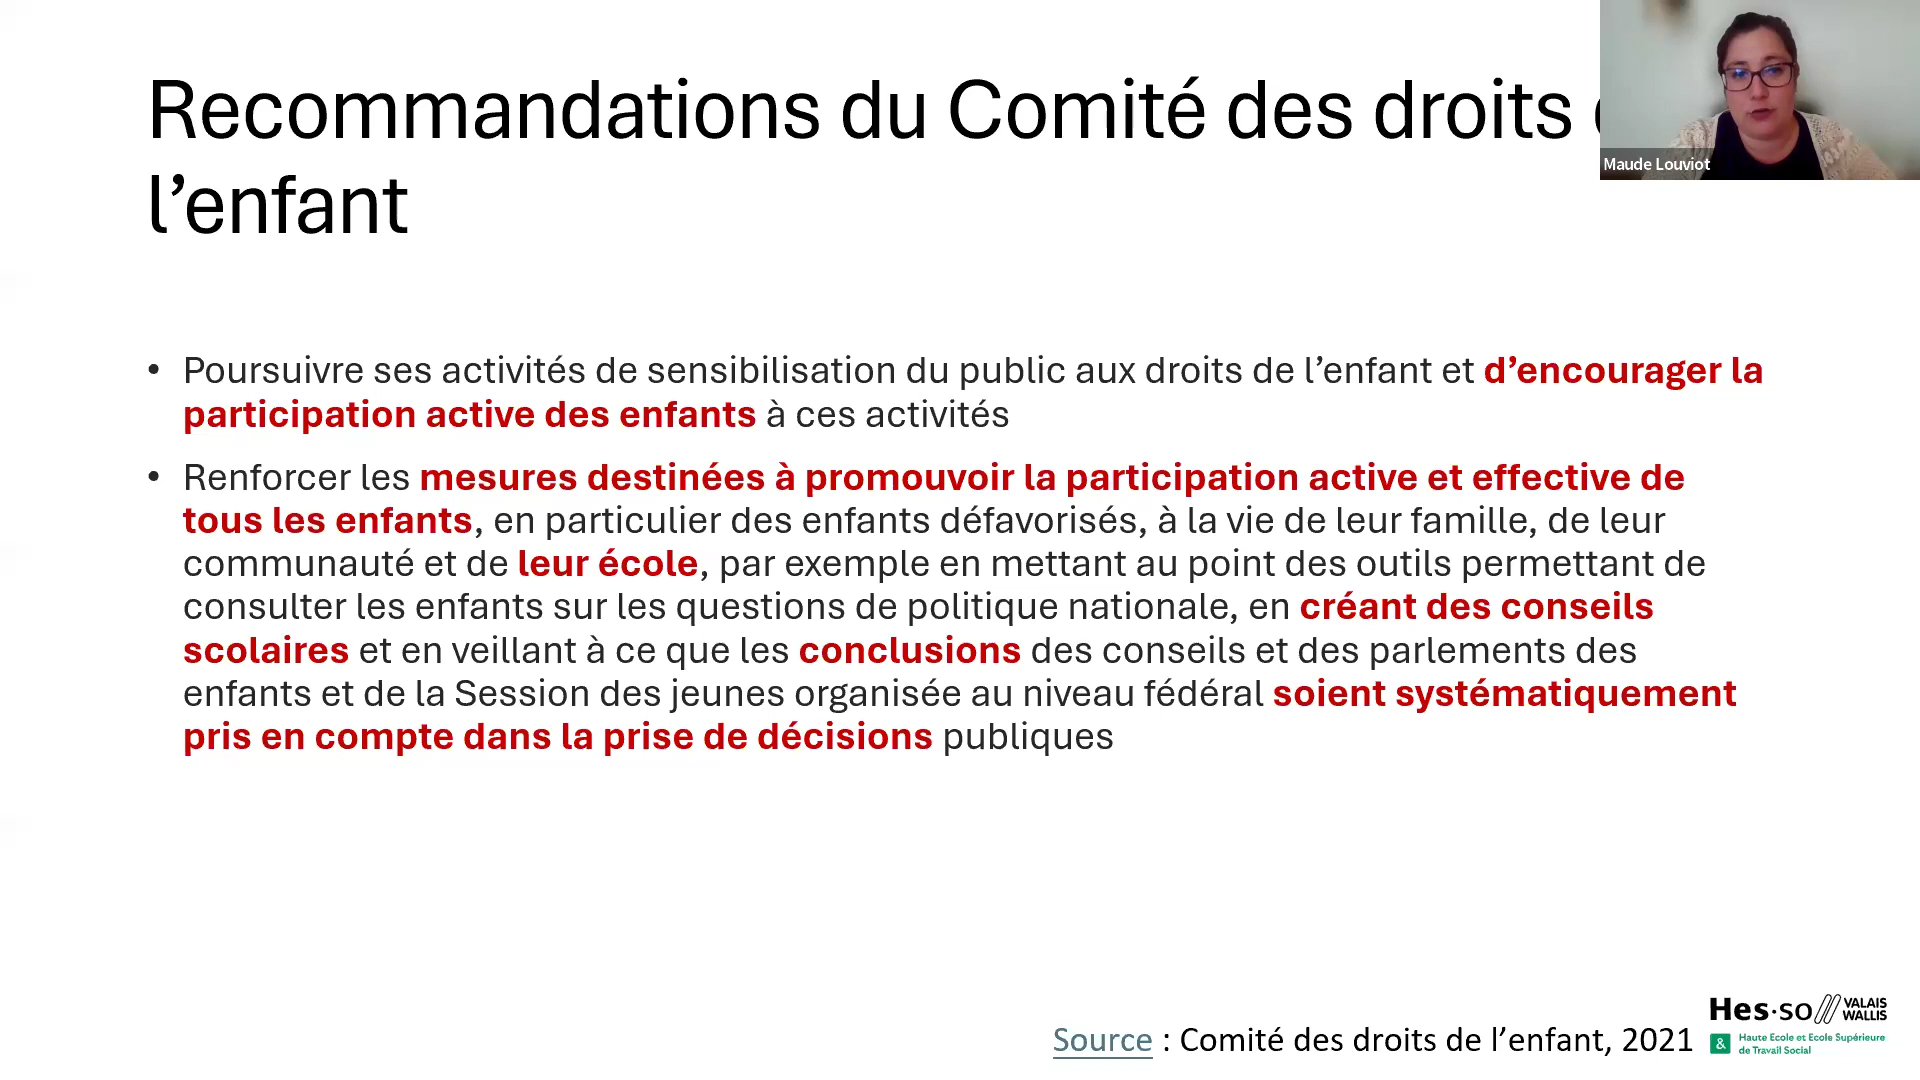 Recommandations du Comité des droits
l’enfant
Maude Louviot
• Poursuivre ses activités de sensibilisation du public aux droits de l’enfant et d’encourager la
participation active des enfants à ces activités
• Renforcer les mesures destinées à promouvoir la participation active et effective de
tous les enfants, en particulier des enfants défavorisés, à la vie de leur famille, de leur
communauté et de leur école, par exemple en mettant au point des outils permettant de
consulter les enfants sur les questions de politique nationale, en créant des conseils
scolaires et en veillant à ce que les conclusions des conseils et des parlements des
enfants et de la Session des jeunes organisée au niveau fédéral soient systématiquement
pris en compte dans la prise de décisions publiques
Source : Comité des droits de l’enfant, 2021
Hes·so VALAIS
WALLIS
& Haute Ecole et Ecole Supérieure
de Travail Social